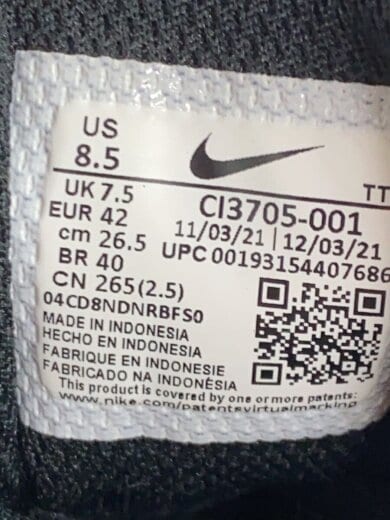 US
8.5
TT
UK 7.5
EUR 42
cm 26.5
BR 40
CN 265(2.5)
CI3705-001
11/03/21 | 12/03/21
UPC 00193154407686
04CD8NDNRBFS0
MADE IN INDONESIA
HECHO EN INDONESIA
FABRIQUE EN INDONESIE
FABRICADO NA INDONÉSIA
This product is covered by one or more patents:
www.nike.com/patentsvirtualmarking